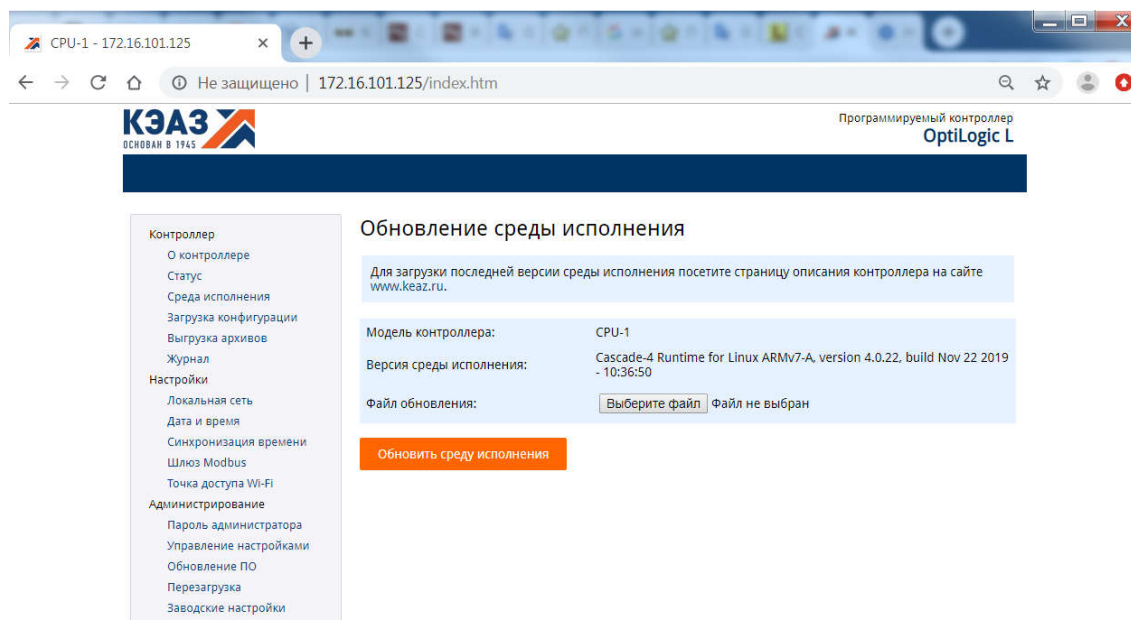 CPU-1 - 172.16.101.125
Не защищено | 172.16.101.125/index.htm
КЭАЗ
ОСНОВАН В 1945
Программируемый контроллер
OptiLogic L
Контроллер
О контроллере
Статус
Среда исполнения
Загрузка конфигурации
Выгрузка архивов
Журнал
Настройки
Локальная сеть
Дата и время
Синхронизация времени
Шлюз Modbus
Точка доступа Wi-Fi
Администрирование
Пароль администратора
Управление настройками
Обновление ПО
Перезагрузка
Заводские настройки
Обновление среды исполнения
Для загрузки последней версии среды исполнения посетите страницу описания контроллера на сайте
www.keaz.ru.
Модель контроллера: CPU-1
Версия среды исполнения: Cascade-4 Runtime for Linux ARMv7-A, version 4.0.22, build Nov 22 2019
- 10:36:50
Файл обновления: Выберите файл Файл не выбран
Обновить среду исполнения